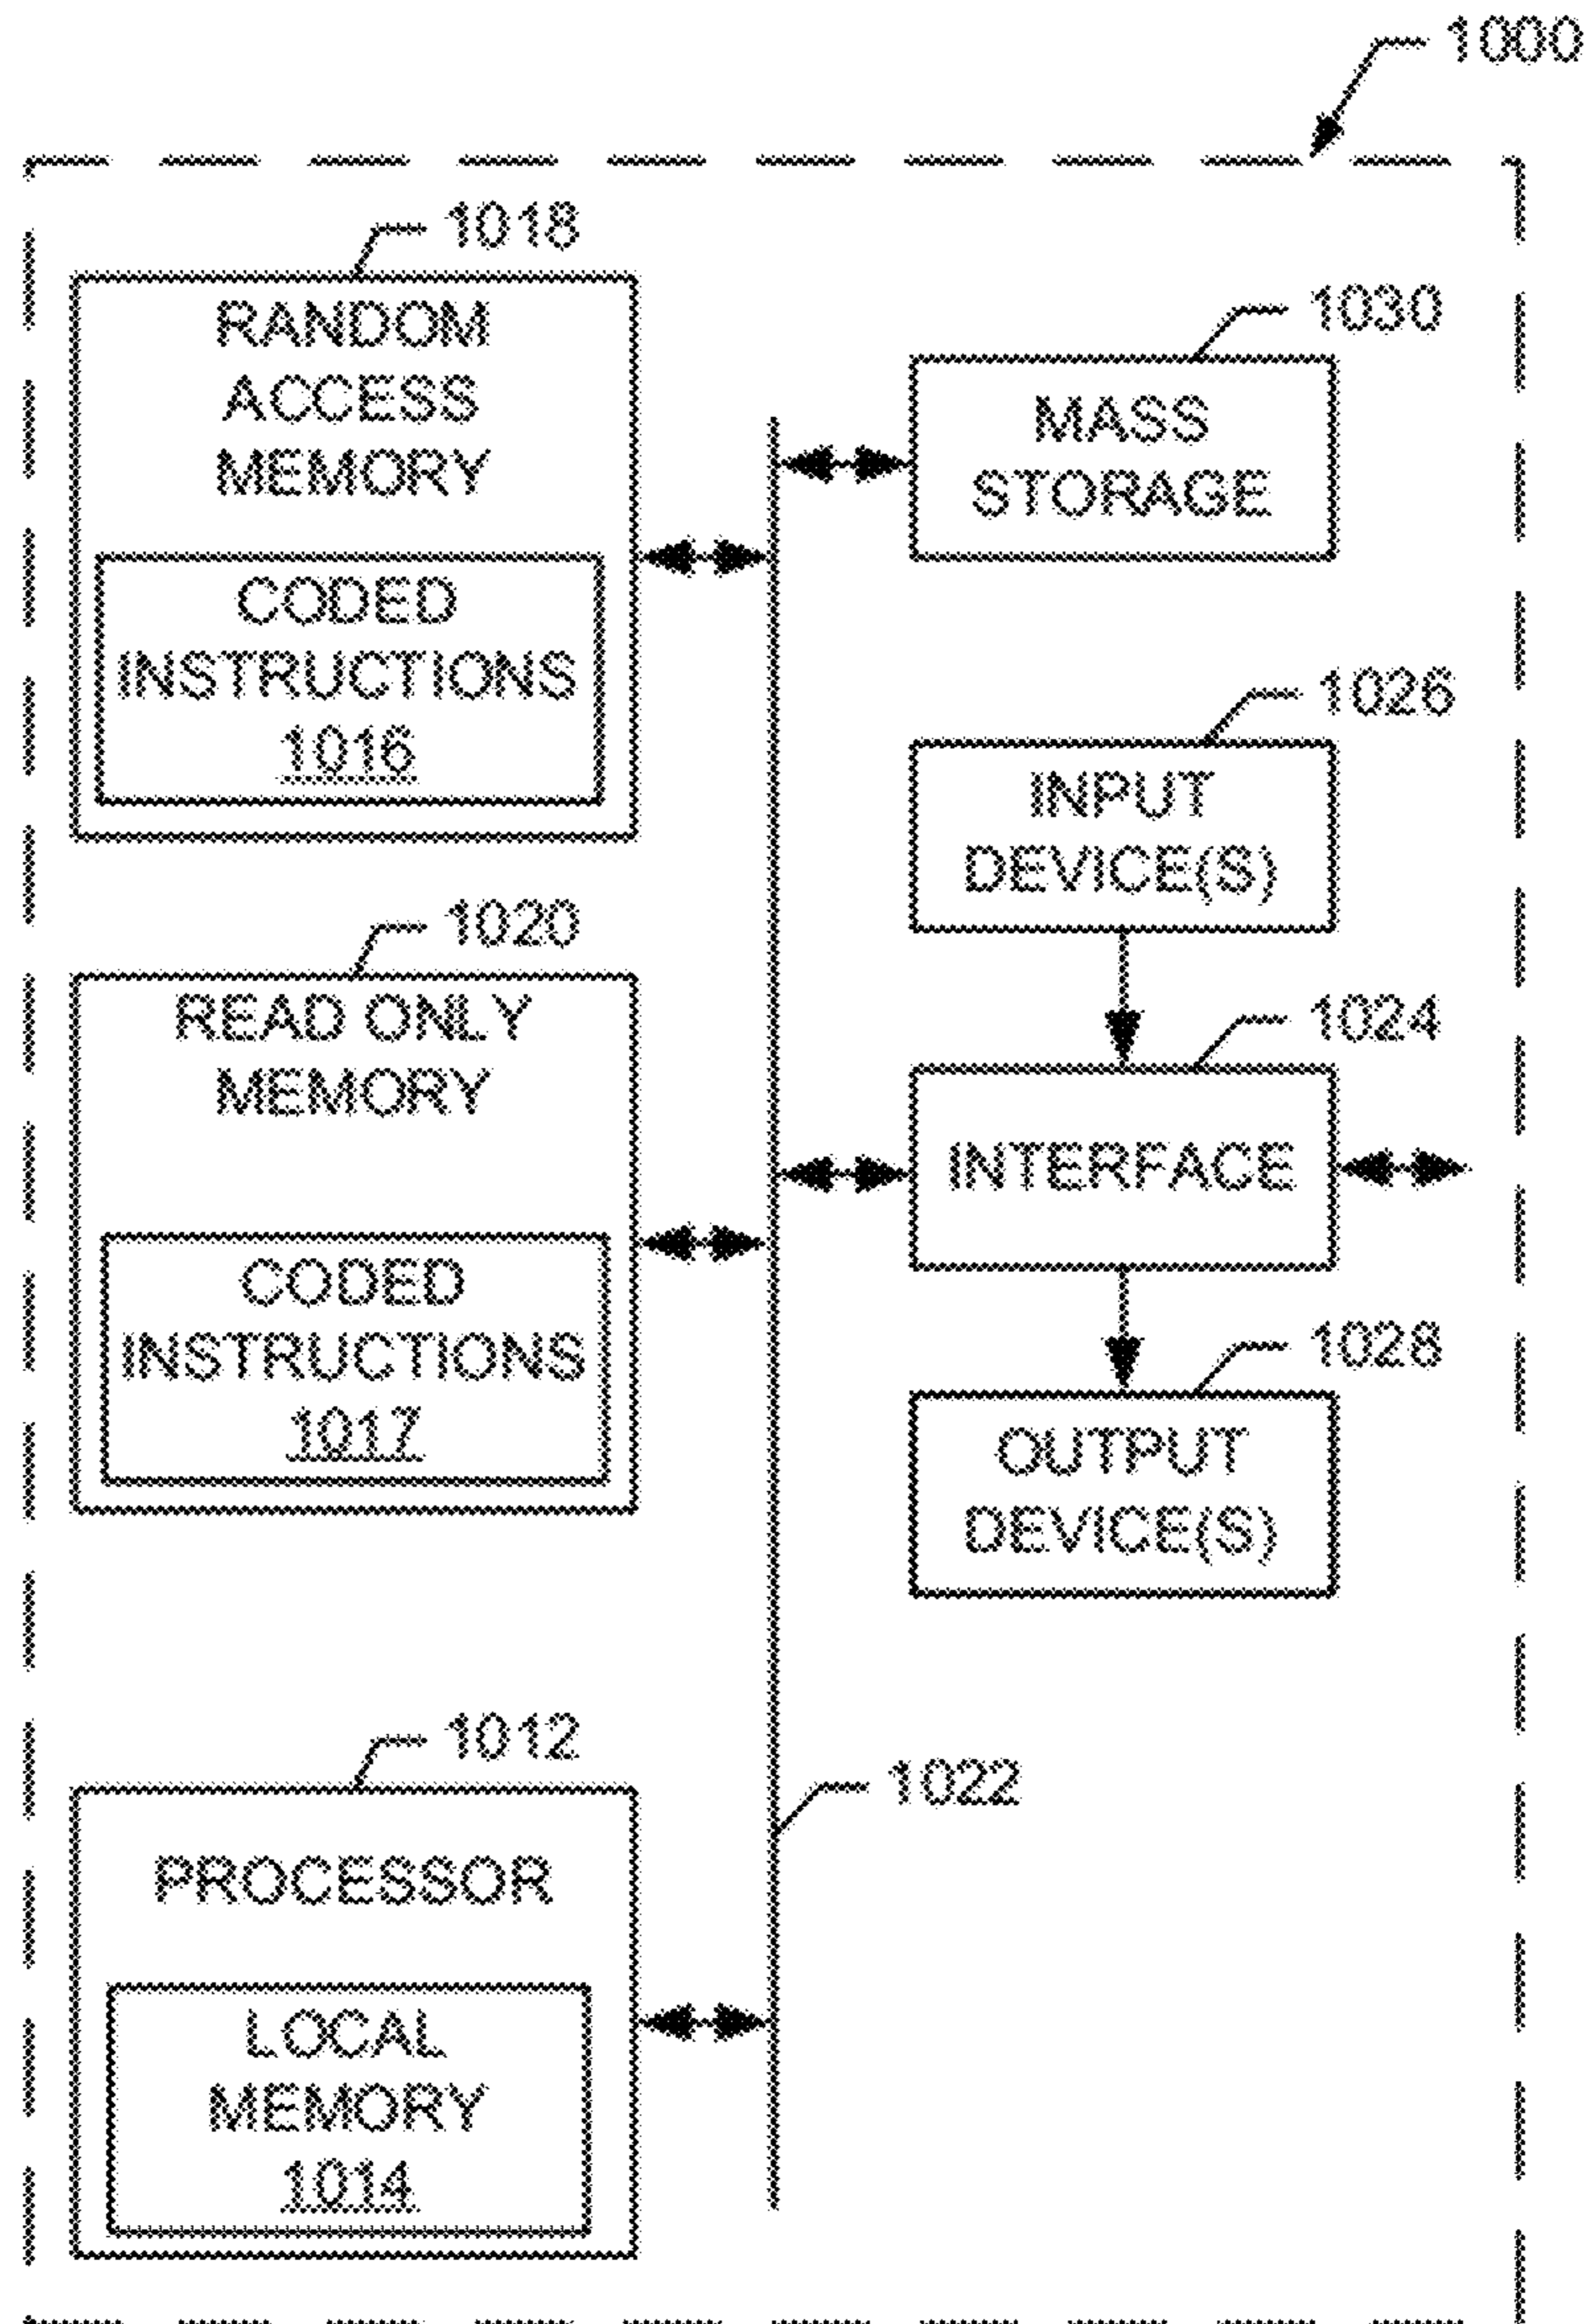 1000
1018
RANDOM
ACCESS
MEMORY
CODED
INSTRUCTIONS
1016
1030
MASS
STORAGE
1026
INPUT
DEVICE(S)
1020
READ ONLY
MEMORY
CODED
INSTRUCTIONS
1017
1024
INTERFACE
1028
OUTPUT
DEVICE(S)
1012
PROCESSOR
LOCAL
MEMORY
1014
1022